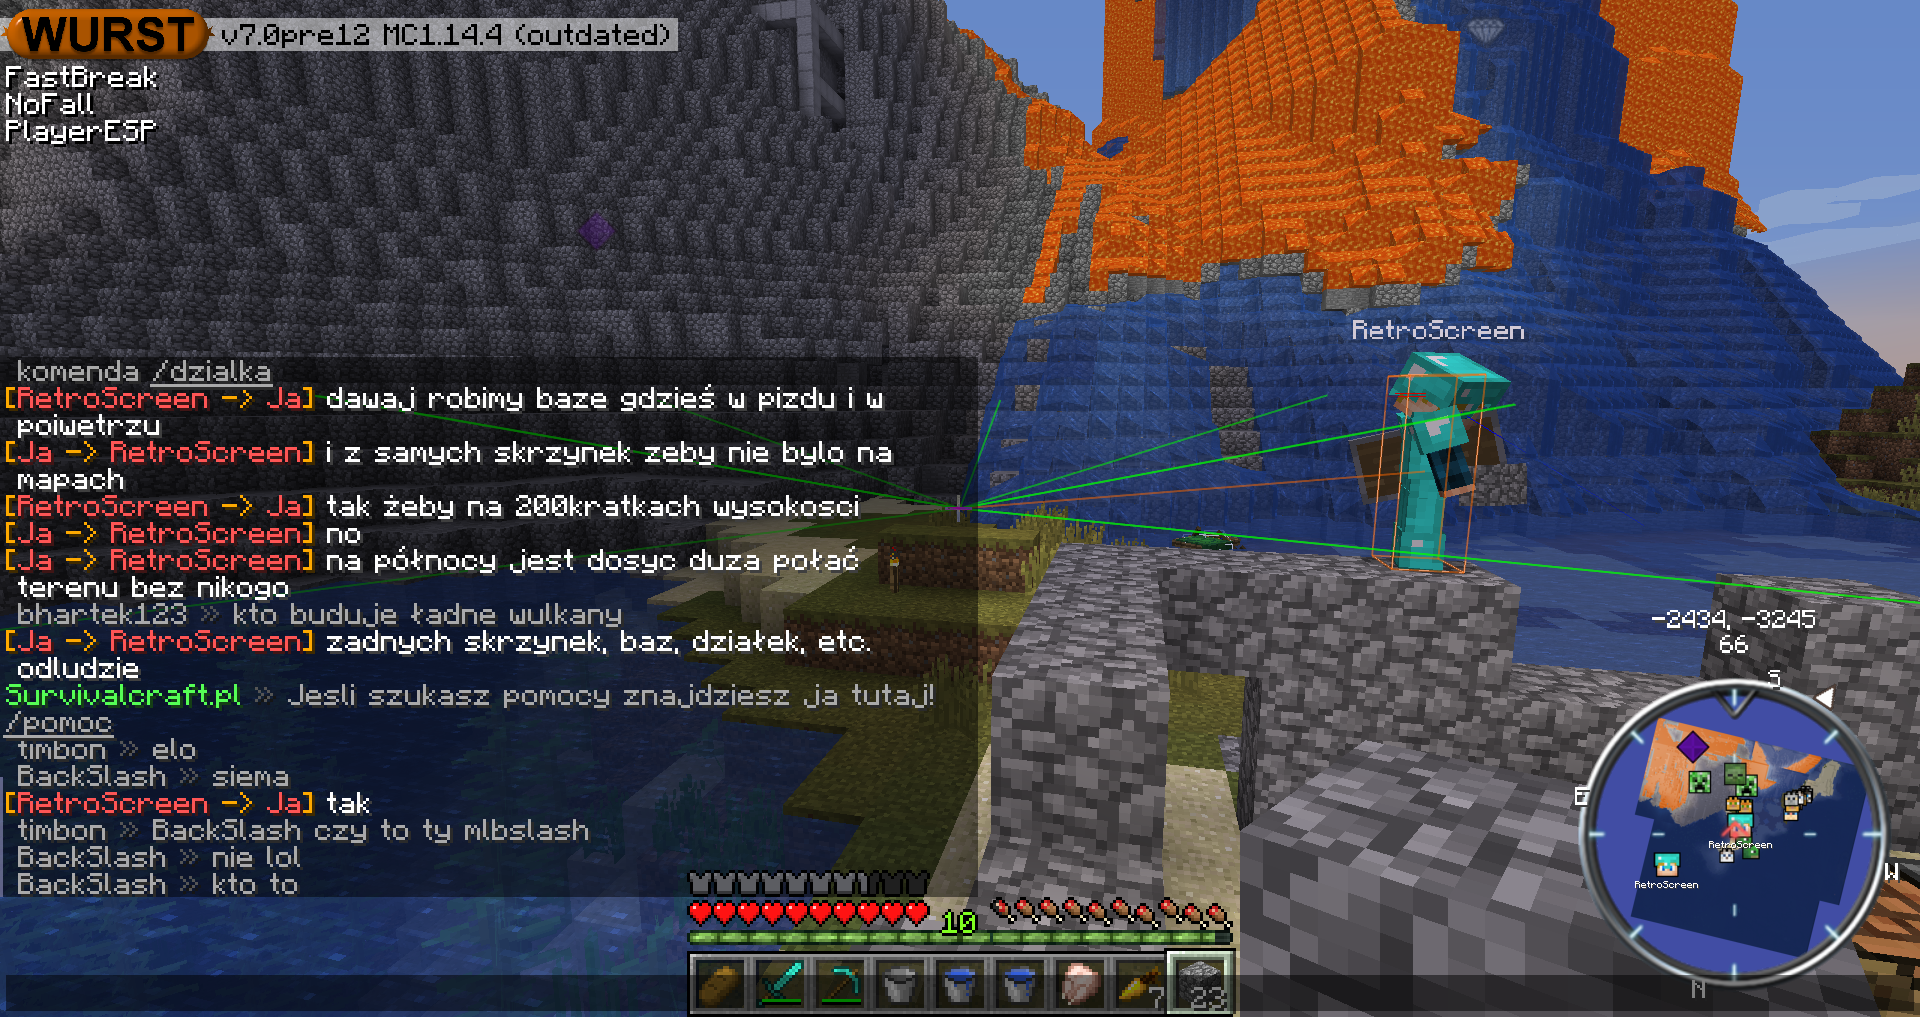 WURST v7.0pre12 MC1.14.4 (outdated)
FastBreak
NoFall
PlayerESP
RetroScreen
komenda /dzialka
[RetroScreen -> Ja] dawaj robimy baze gdzieś w pizdu i w
poiwetrzu
[Ja -> RetroScreen] i z samych skrzynek zeby nie bylo na
mapach
[RetroScreen -> Ja] tak żeby na 200kratkach wysokosci
[Ja -> RetroScreen] no
[Ja -> RetroScreen] na północy jest dosyc duza połać
terenu bez nikogo
bhartek123 » kto buduje ładne wulkany
[Ja -> RetroScreen] zadnych skrzynek, baz, działek, etc.
odludzie
Survivalcraft.pl » Jesli szukasz pomocy znajdziesz ja tutaj!
/pomoc
timbon » elo
BackSlash » siema
[RetroScreen -> Ja] tak
timbon » BackSlash czy to ty mlbslash
BackSlash » nie lol
BackSlash » kto to
-2434, -3245
66
S
E
W
N
RetroScreen
RetroScreen
10
7
23